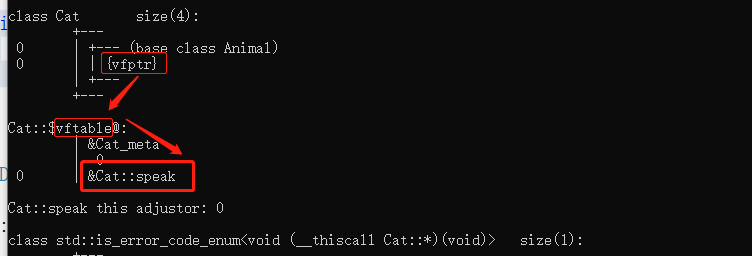 class Cat       size(4):
        +---
 0      | +--- (base class Animal)
 0      | | {vfptr}
        | +---
        +---
Cat::$vftable@:
        | &Cat_meta
        |  0
 0      | &Cat::speak
Cat::speak this adjustor: 0
class std::is_error_code_enum<void (__thiscall Cat::*)(void)>   size(1):
        +---